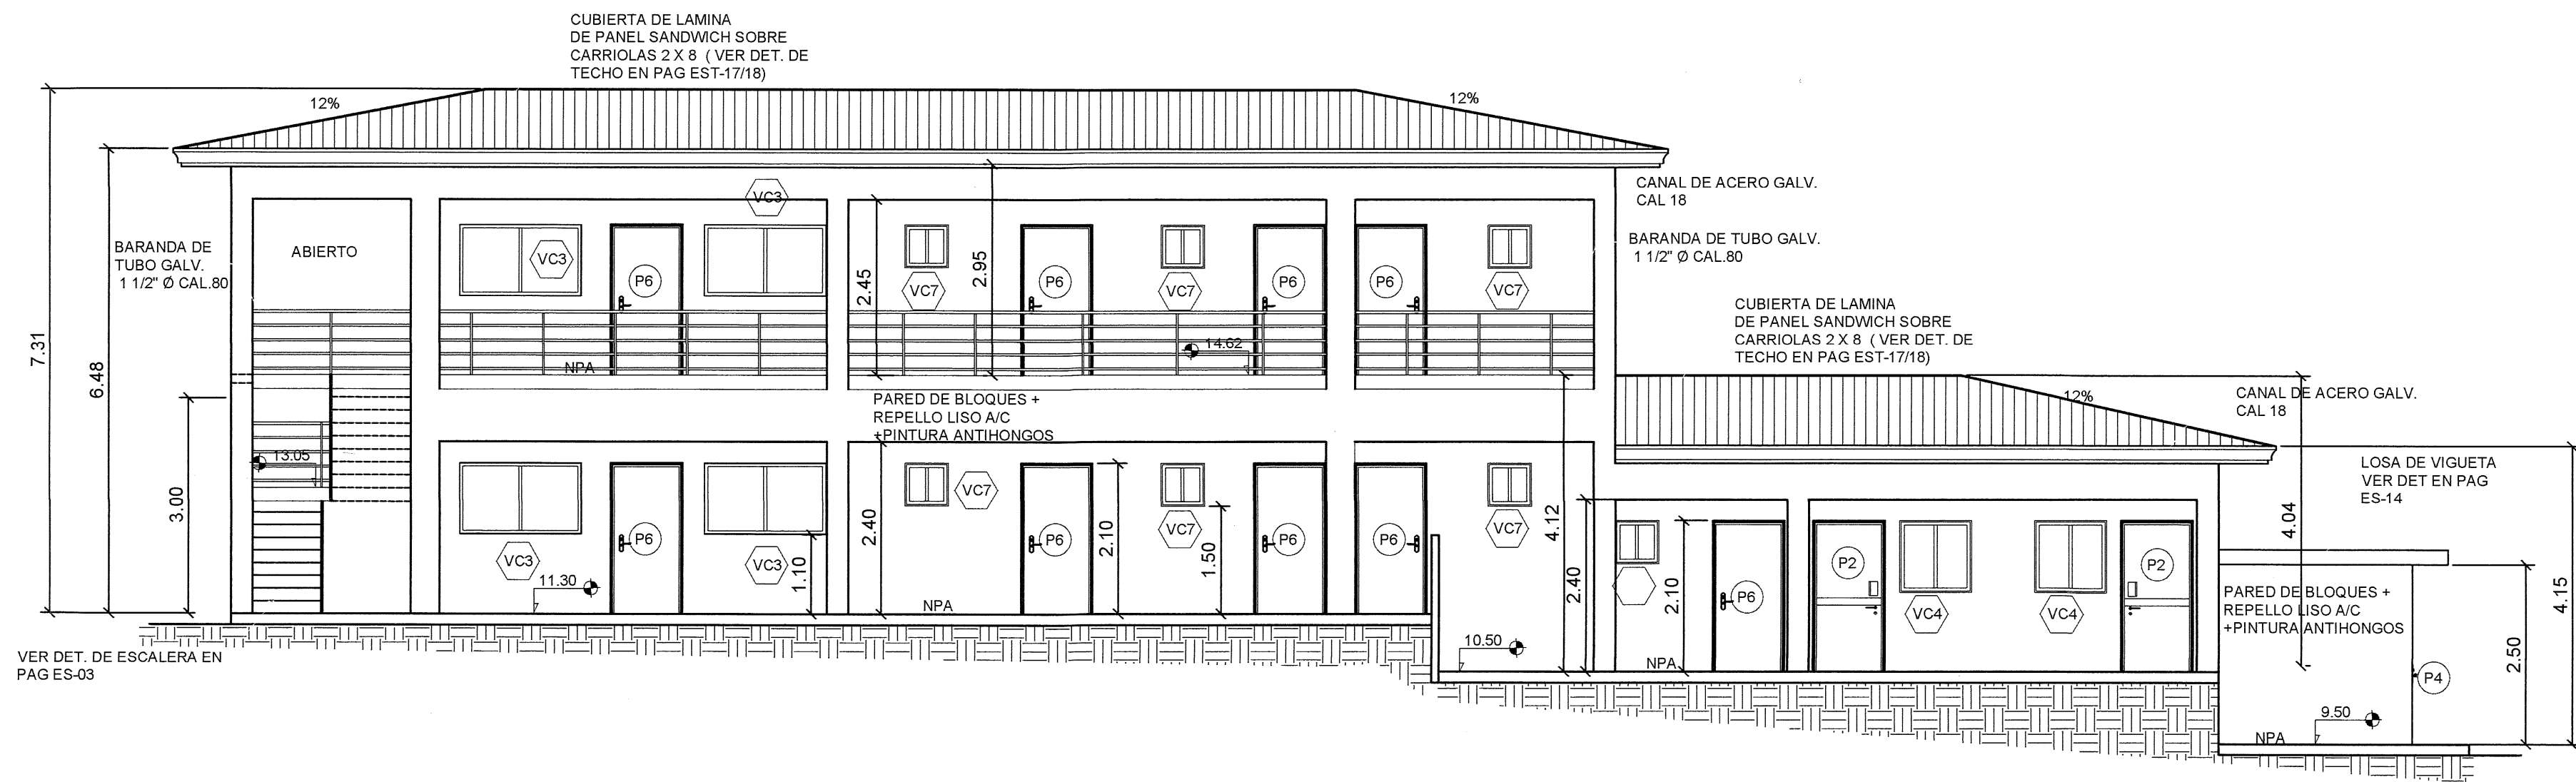 CUBIERTA DE LAMINA
DE PANEL SANDWICH SOBRE
CARRIOLAS 2 X 8 ( VER DET. DE
TECHO EN PAG EST-17/18)
12%
12%
7.31
6.48
3.00
BARANDA DE
TUBO GALV.
1 1/2" Ø CAL.80
ABIERTO
VC3
VC3
P6
2.45
2.95
VC7
P6
VC7
P6
P6
VC7
14.62
NPA
CANAL DE ACERO GALV.
CAL 18
BARANDA DE TUBO GALV.
1 1/2" Ø CAL.80
CUBIERTA DE LAMINA
DE PANEL SANDWICH SOBRE
CARRIOLAS 2 X 8 ( VER DET. DE
TECHO EN PAG EST-17/18)
12%
CANAL DE ACERO GALV.
CAL 18
PARED DE BLOQUES +
REPELLO LISO A/C
+PINTURA ANTIHONGOS
13.05
VC3
P6
VC3
1.10
11.30
2.40
VC7
NPA
P6
2.10
VC7
1.50
P6
P6
VC7
4.12
2.40
10.50
NPA
2.10
P6
P2
VC4
VC4
P2
4.04
LOSA DE VIGUETA
VER DET EN PAG
ES-14
PARED DE BLOQUES +
REPELLO LISO A/C
+PINTURA ANTIHONGOS
P4
2.50
4.15
9.50
NPA
VER DET. DE ESCALERA EN
PAG ES-03